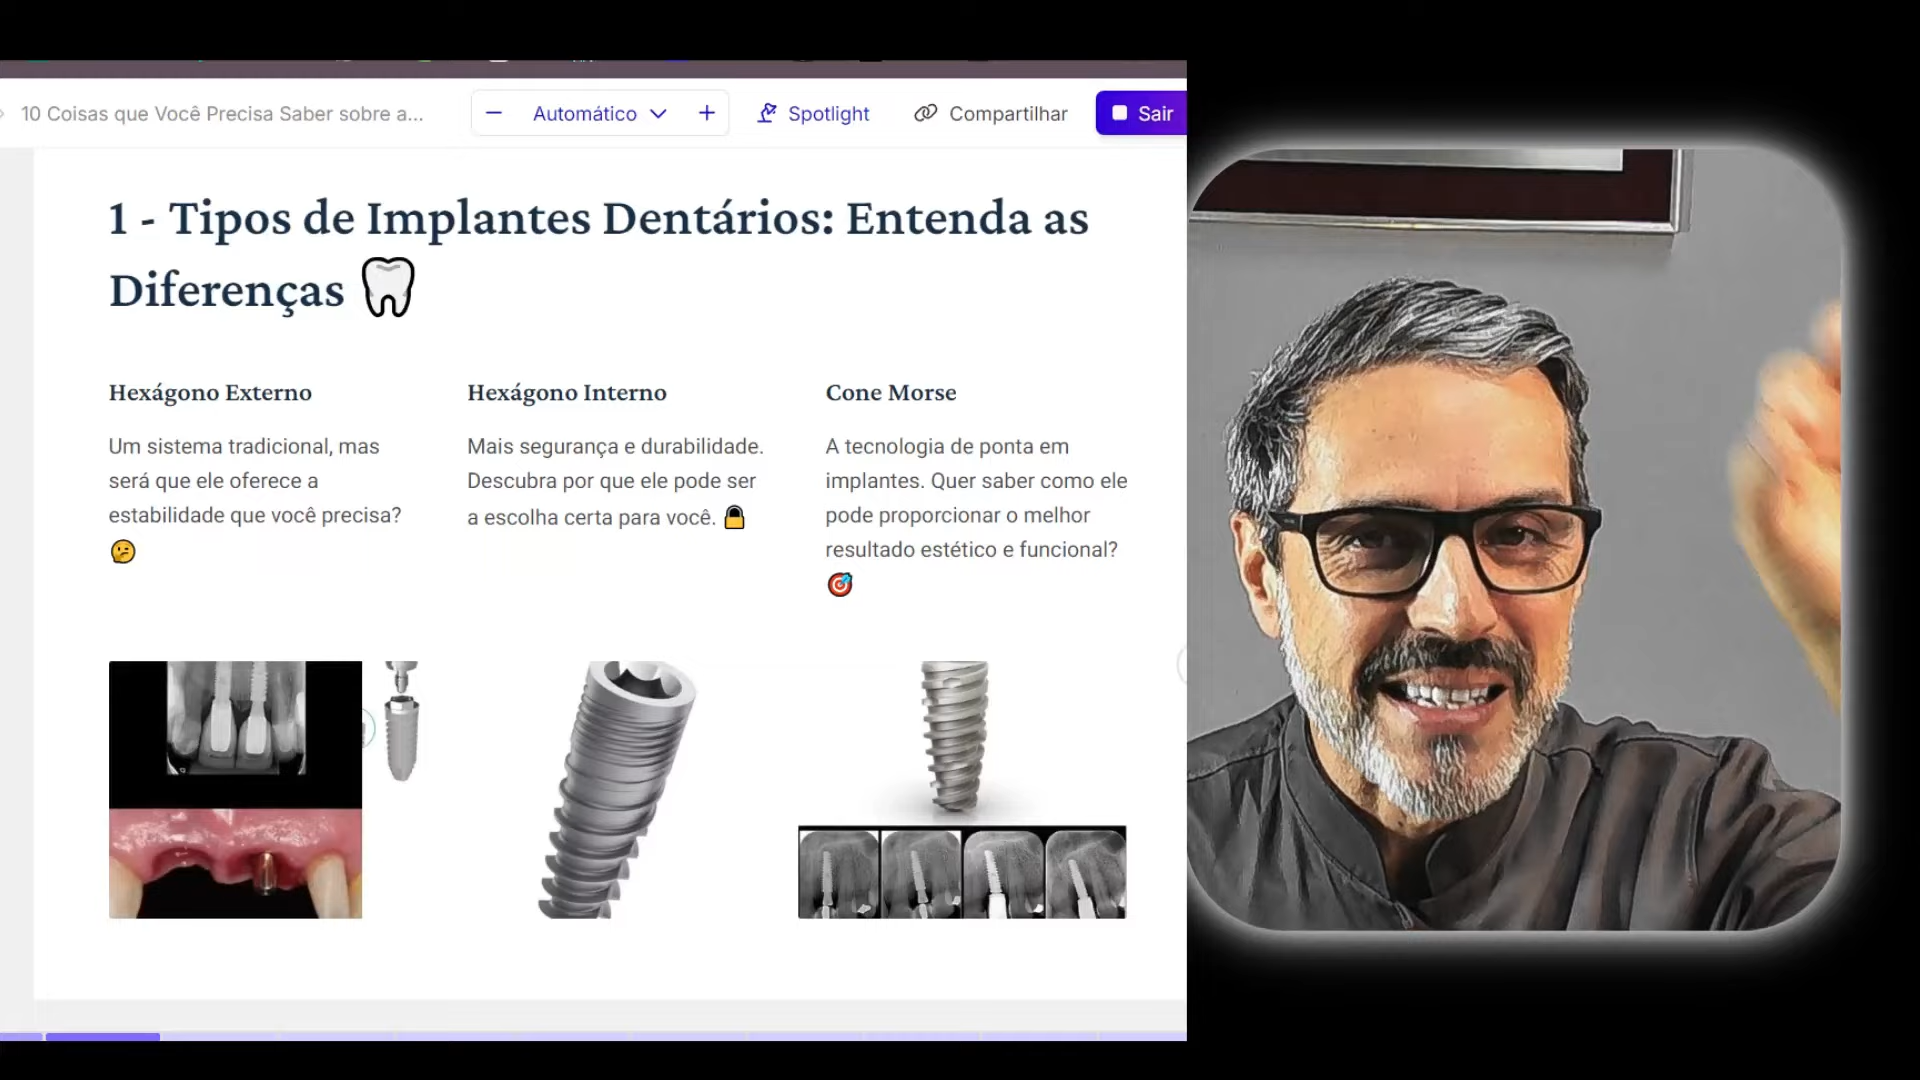 10 Coisas que Você Precisa Saber sobre a...
Automático
Spotlight
Compartilhar
Sair
1 - Tipos de Implantes Dentários: Entenda as
Diferenças
Hexágono Externo
Um sistema tradicional, mas
será que ele oferece a
estabilidade que você precisa?
Hexágono Interno
Mais segurança e durabilidade.
Descubra por que ele pode ser
a escolha certa para você.
Cone Morse
A tecnologia de ponta em
implantes. Quer saber como ele
pode proporcionar o melhor
resultado estético e funcional?